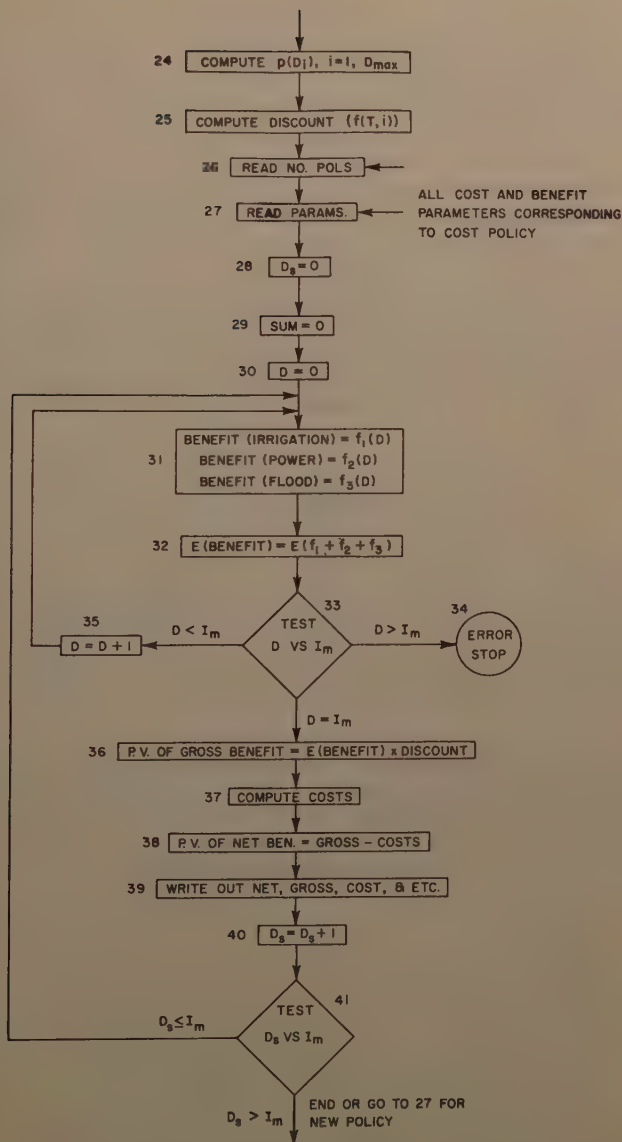 24 COMPUTE p(Di), i=1, Dmax
25 COMPUTE DISCOUNT (f(T,i))
26 READ NO. POLS
27 READ PARAMS.
ALL COST AND BENEFIT
PARAMETERS CORRESPONDING
TO COST POLICY
28 Ds = 0
29 SUM = 0
30 D = 0
31
BENEFIT (IRRIGATION) = f1(D)
BENEFIT (POWER) = f2(D)
BENEFIT (FLOOD) = f3(D)
32 E (BENEFIT) = E (f1 + f2 + f3)
33
TEST
D VS Im
34
ERROR
STOP
D > Im
D < Im
35
D = D + 1
D = Im
36 P.V. OF GROSS BENEFIT = E (BENEFIT) x DISCOUNT
37 COMPUTE COSTS
38 P.V. OF NET BEN. = GROSS - COSTS
39 WRITE OUT NET, GROSS, COST, & ETC.
40 Ds = Ds + 1
41
TEST
Ds VS Im
Ds ≤ Im
Ds > Im
END OR GO TO 27 FOR
NEW POLICY